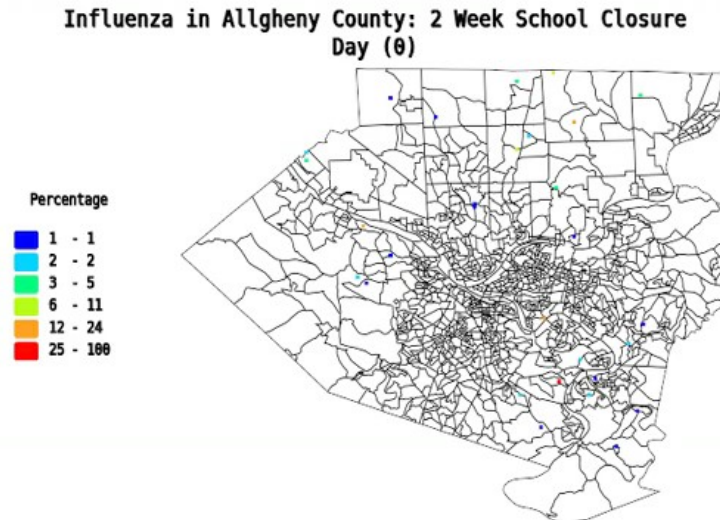 Influenza in Allgheny County: 2 Week School Closure
Day (0)
Percentage
1 - 1
2 - 2
3 - 5
6 - 11
12 - 24
25 - 100